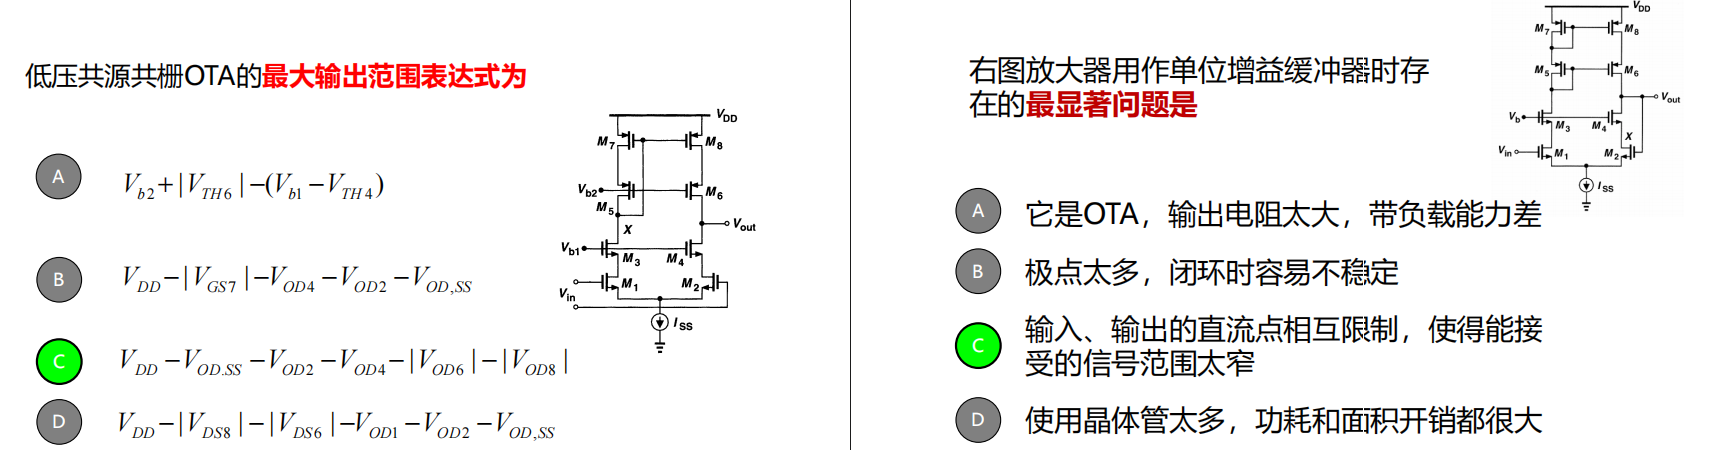 低压共源共栅OTA的最大输出范围表达式为
A
V_{b2}+|V_{TH6}|-(V_{b1}-V_{TH4})
B
V_{DD}-|V_{GS7}|-V_{OD4}-V_{OD2}-V_{OD,SS}
C
V_{DD}-V_{OD.SS}-V_{OD2}-V_{OD4}-|V_{OD6}|-|V_{OD8}|
D
V_{DD}-|V_{DS8}|-|V_{DS6}|-V_{OD1}-V_{OD2}-V_{OD,SS}
V_{DD}
M_7
M_8
V_{b2}
M_6
M_5
X
V_{out}
V_{b1}
M_3
M_4
M_1
M_2
V_{in}
I_{SS}
右图放大器用作单位增益缓冲器时存
在的最显著问题是
V_{DD}
M_7
M_8
M_5
M_6
V_{out}
V_b
M_3
M_4
X
V_{in}
M_1
M_2
I_{SS}
A
它是OTA，输出电阻太大，带负载能力差
B
极点太多，闭环时容易不稳定
C
输入、输出的直流点相互限制，使得能接
受的信号范围太窄
D
使用晶体管太多，功耗和面积开销都很大